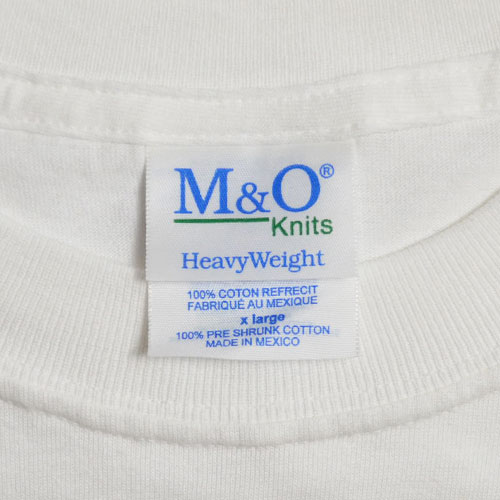 M&O®
Knits
HeavyWeight
100% COTON REFRECIT
FABRIQUÉ AU MEXIQUE
x large
100% PRE SHRUNK COTTON
MADE IN MEXICO